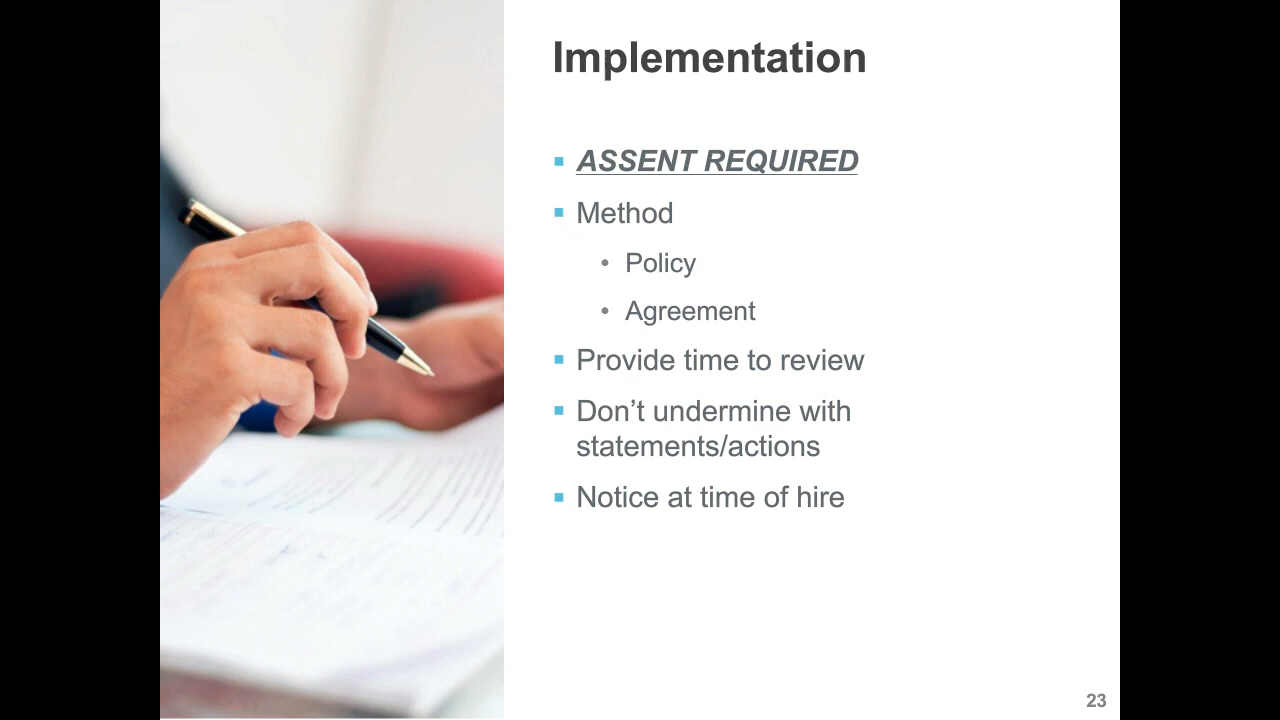 Implementation
ASSENT REQUIRED
Method
Policy
Agreement
Provide time to review
Don’t undermine with
statements/actions
Notice at time of hire
23